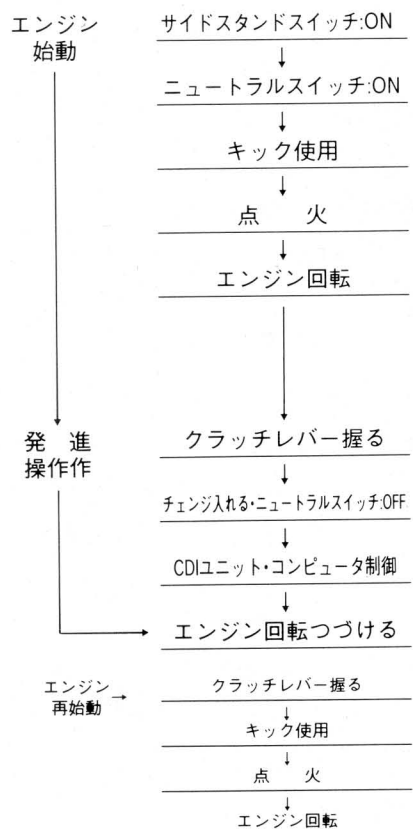 エンジン
始動
サイドスタンドスイッチ:ON
ニュートラルスイッチ:ON
キック使用
点　火
エンジン回転
発　進
操作作
クラッチレバー握る
チェンジ入れる・ニュートラルスイッチ:OFF
CDIユニット・コンピュータ制御
エンジン回転つづける
エンジン
再始動
クラッチレバー握る
キック使用
点　火
エンジン回転